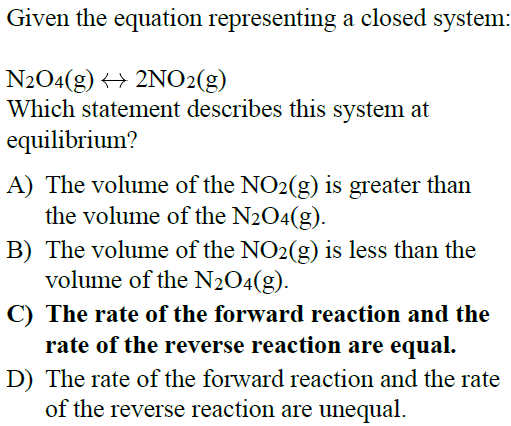 Given the equation representing a closed system:
N₂O₄(g) ↔ 2NO₂(g)
Which statement describes this system at
equilibrium?
A) The volume of the NO₂(g) is greater than
the volume of the N₂O₄(g).
B) The volume of the NO₂(g) is less than the
volume of the N₂O₄(g).
C) The rate of the forward reaction and the
rate of the reverse reaction are equal.
D) The rate of the forward reaction and the rate
of the reverse reaction are unequal.